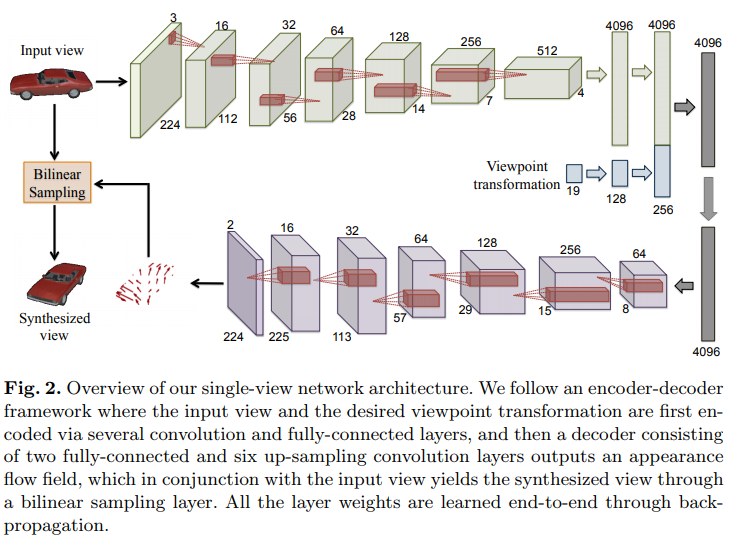 3
16
32
64
128
256
512
4096
4096
4096
Input view
224
112
56
28
14
7
4
Bilinear
Sampling
Viewpoint
transformation
19
128
256
2
16
32
64
128
256
64
Synthesized
view
224
225
113
57
29
15
8
4096
Fig. 2. Overview of our single-view network architecture. We follow an encoder-decoder
framework where the input view and the desired viewpoint transformation are first en-
coded via several convolution and fully-connected layers, and then a decoder consisting
of two fully-connected and six up-sampling convolution layers outputs an appearance
flow field, which in conjunction with the input view yields the synthesized view through
a bilinear sampling layer. All the layer weights are learned end-to-end through back-
propagation.